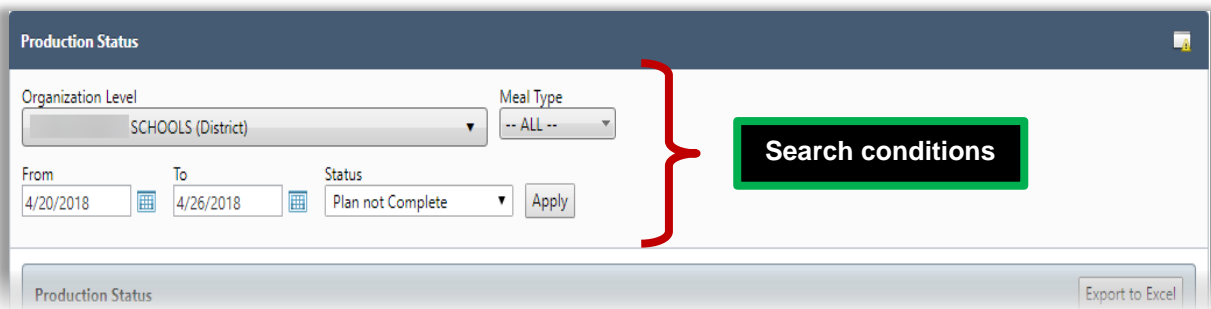 Production Status
Organization Level
Meal Type
SCHOOLS (District)
-- ALL --
Search conditions
From
To
Status
4/20/2018
4/26/2018
Plan not Complete
Apply
Production Status
Export to Excel